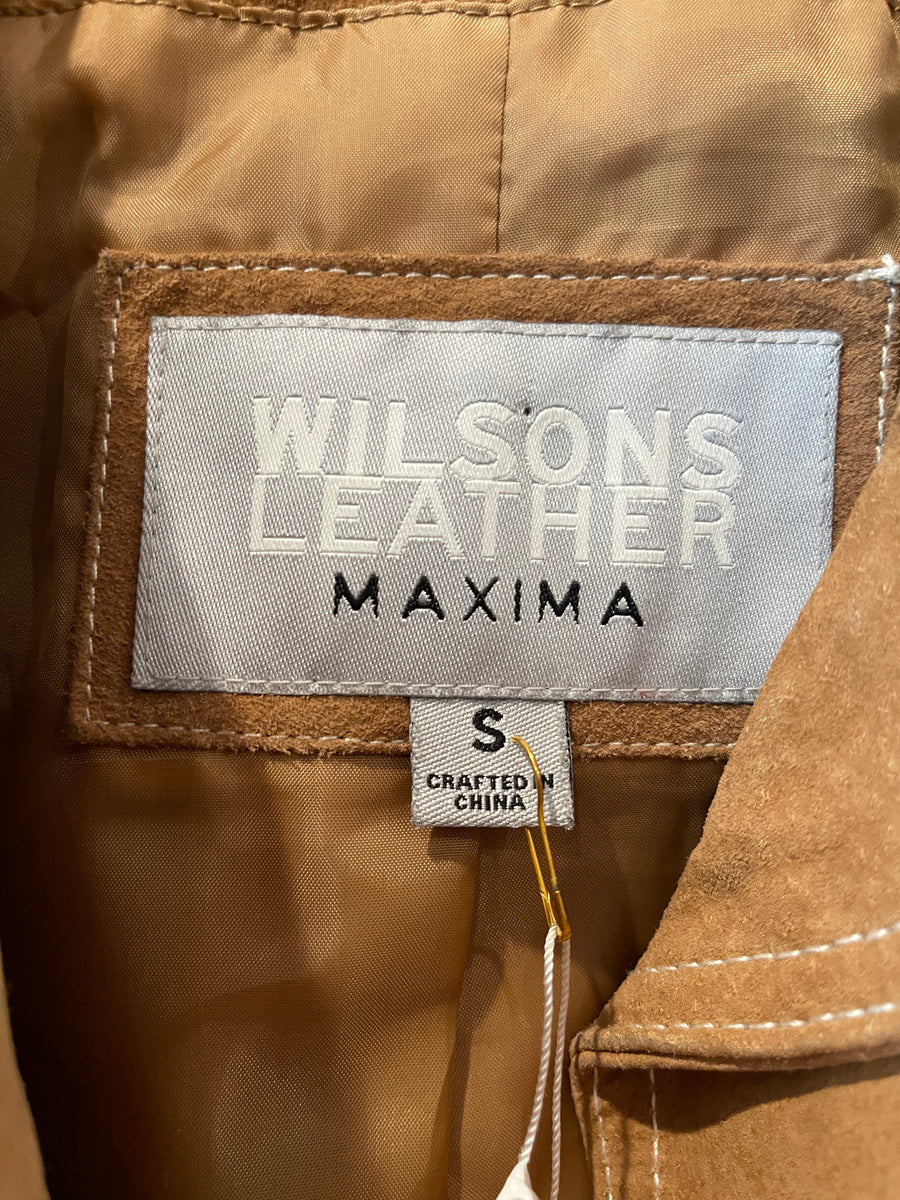 WILSONS
LEATHER
MAXIMA
S
CRAFTED IN
CHINA